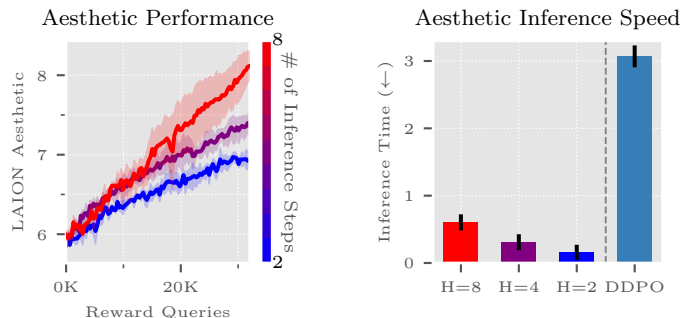 Aesthetic Performance
LAION Aesthetic
8
7
6
0K
20K
Reward Queries
8
2
# of Inference Steps
Aesthetic Inference Speed
Inference Time (←)
3
2
1
0
H=8
H=4
H=2
DDPO